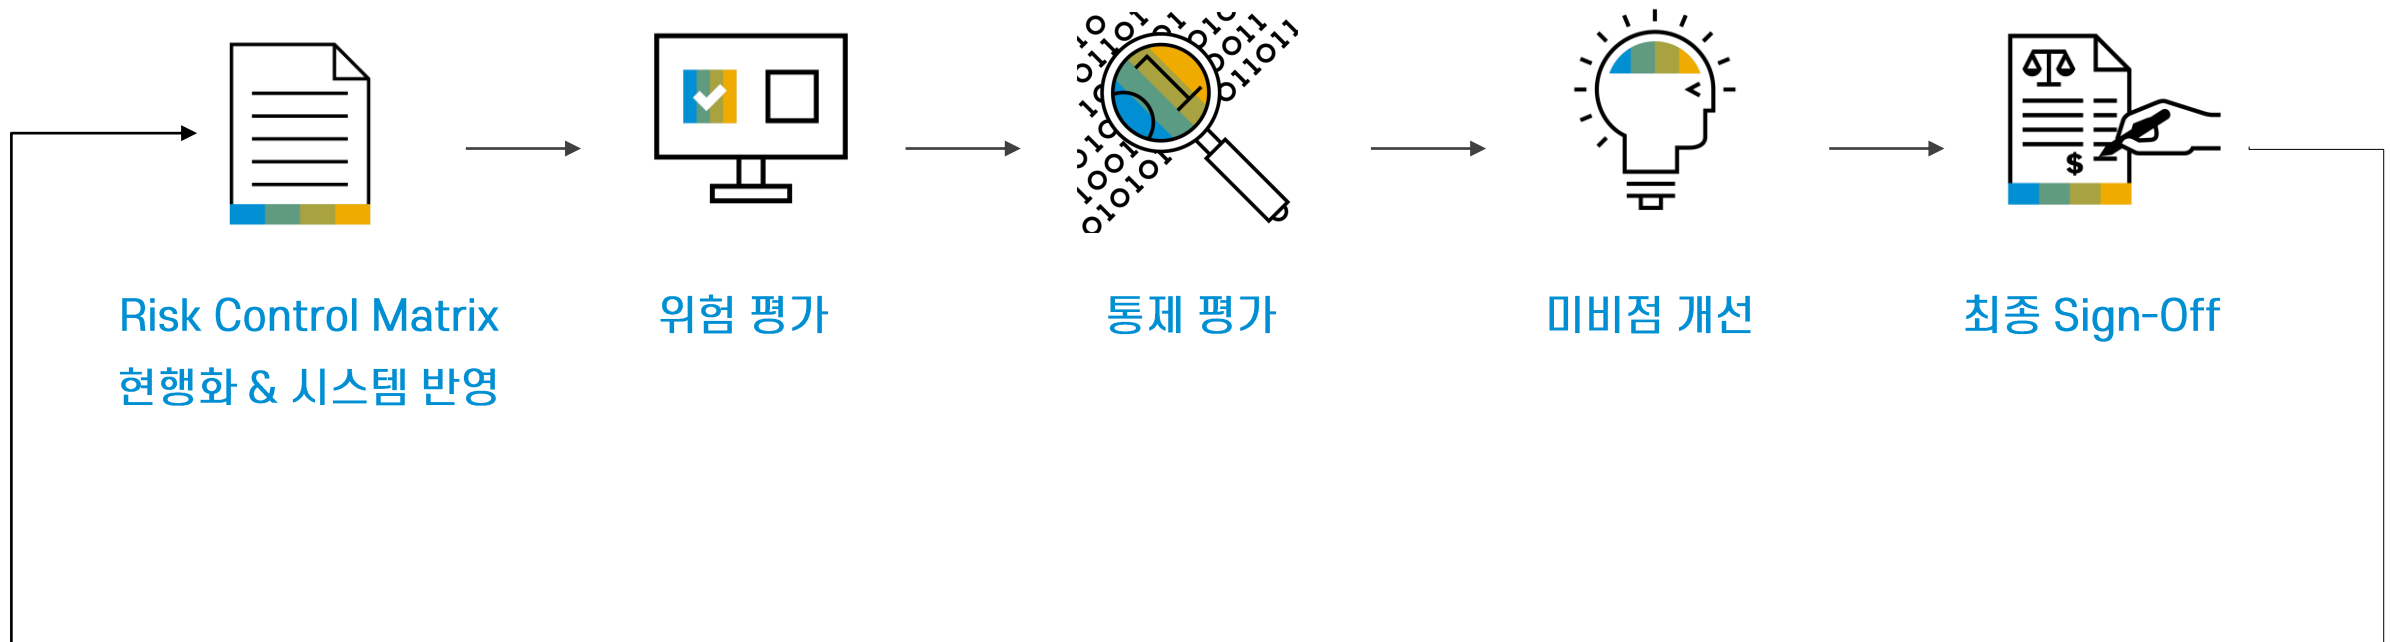 Risk Control Matrix
현행화 & 시스템 반영
위험 평가
통제 평가
미비점 개선
최종 Sign-Off
$